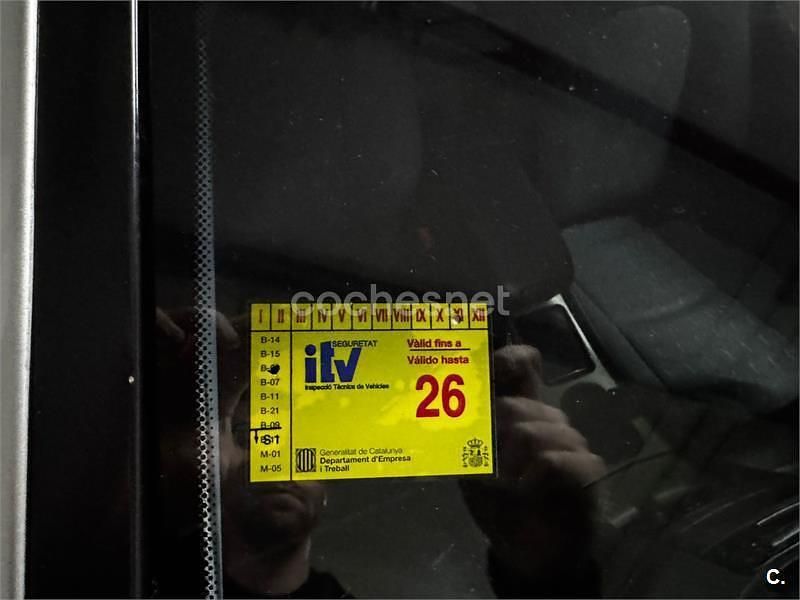 cochesnet
I II III IV V VI VII VIII IX X XI XII
B-14
B-15
B-07
B-11
B-21
B-09
M-01
M-05
SEGURETAT
itv
Inspecció Tècnica de Vehicles
Vàlid fins a
Válido hasta
26
Generalitat de Catalunya
Departament d'Empresa
i Treball
C.